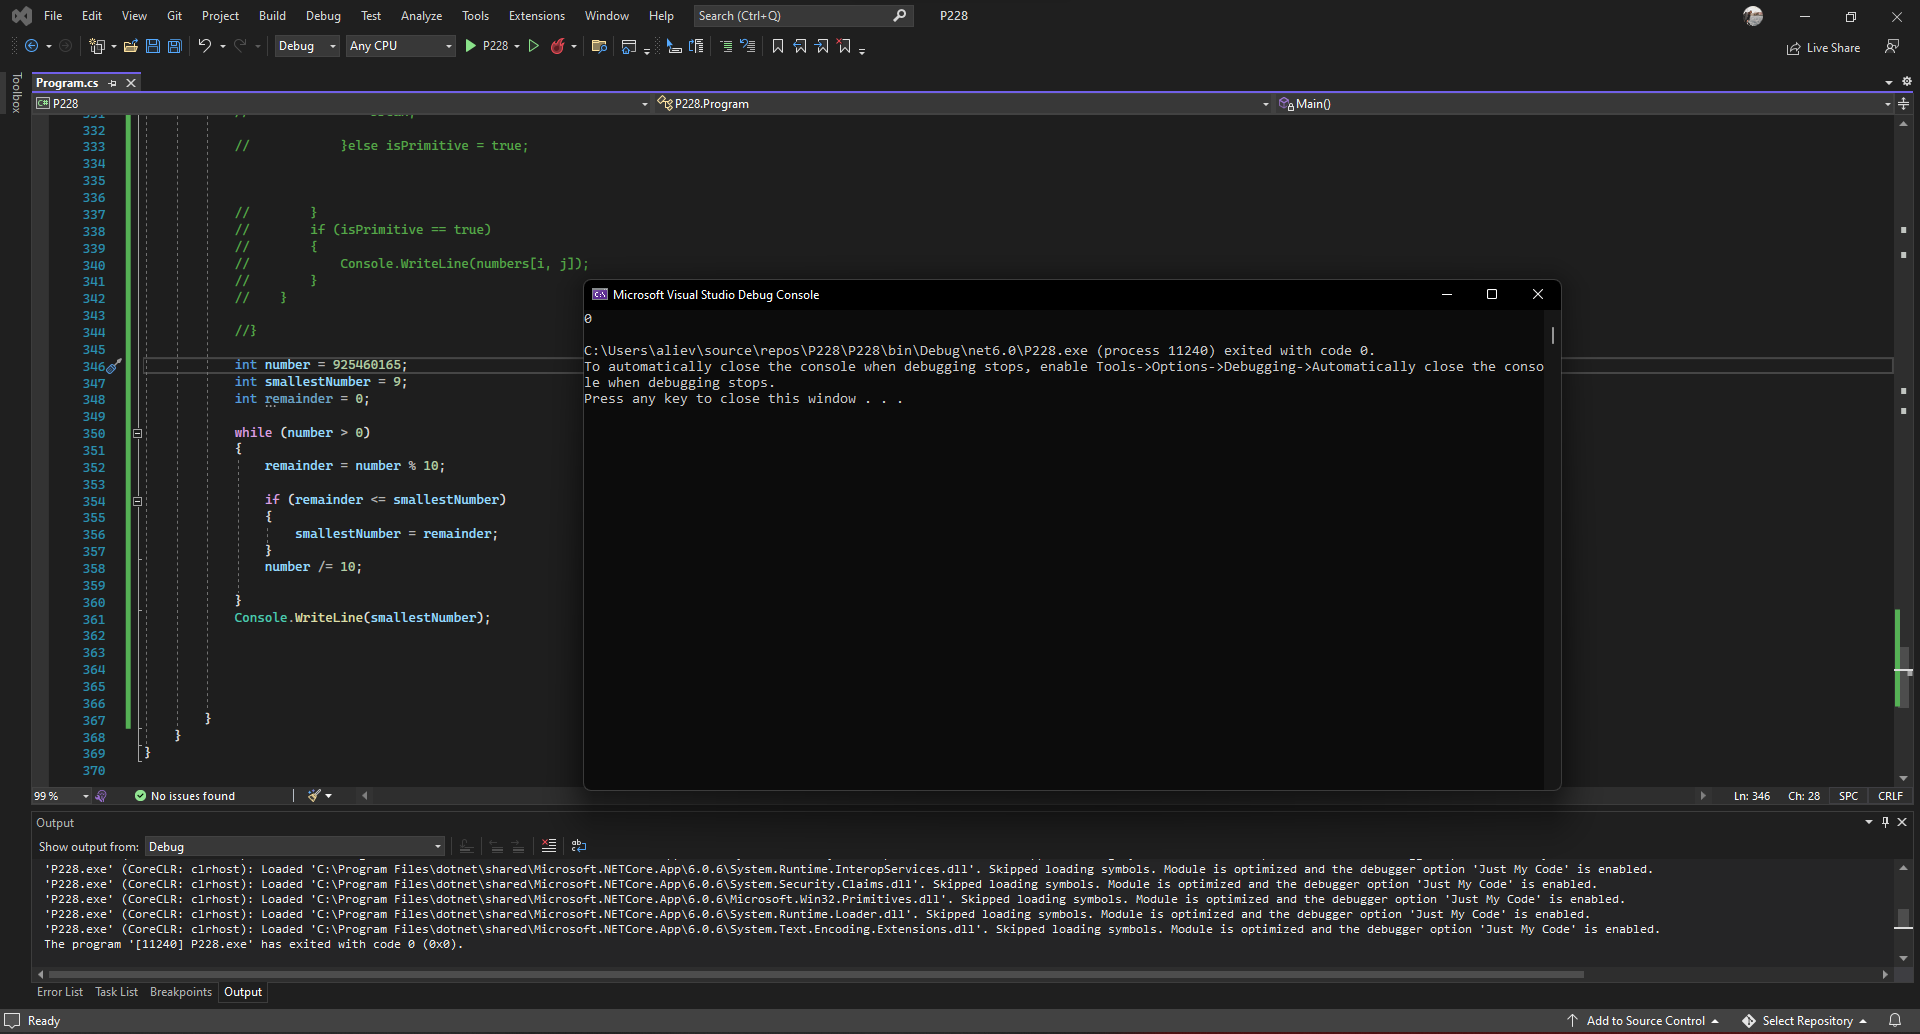 File Edit View Git Project Build Debug Test Analyze Tools Extensions Window Help Search (Ctrl+Q) P228
Debug Any CPU P228 Live Share
Toolbox
Program.cs
C# P228 P228.Program Main()
331 //
332
333 // }else isPrimitive = true;
334
335
336
337 // }
338 // if (isPrimitive == true)
339 // {
340 // Console.WriteLine(numbers[i, j]);
341 // }
342 // }
343
344 //}
345
346 int number = 925460165;
347 int smallestNumber = 9;
348 int remainder = 0;
349
350 while (number > 0)
351 {
352 remainder = number % 10;
353
354 if (remainder <= smallestNumber)
355 {
356 smallestNumber = remainder;
357 }
358 number /= 10;
359
360 }
361 Console.WriteLine(smallestNumber);
362
363
364
365
366
367 }
368 }
369 }
370
Microsoft Visual Studio Debug Console
0
C:\Users\aliev\source\repos\P228\P228\bin\Debug\net6.0\P228.exe (process 11240) exited with code 0.
To automatically close the console when debugging stops, enable Tools->Options->Debugging->Automatically close the conso
le when debugging stops.
Press any key to close this window . . .
99 % No issues found Ln: 346 Ch: 28 SPC CRLF
Output
Show output from: Debug
'P228.exe' (CoreCLR: clrhost): Loaded 'C:\Program Files\dotnet\shared\Microsoft.NETCore.App\6.0.6\System.Runtime.InteropServices.dll'. Skipped loading symbols. Module is optimized and the debugger option 'Just My Code' is enabled.
'P228.exe' (CoreCLR: clrhost): Loaded 'C:\Program Files\dotnet\shared\Microsoft.NETCore.App\6.0.6\System.Security.Claims.dll'. Skipped loading symbols. Module is optimized and the debugger option 'Just My Code' is enabled.
'P228.exe' (CoreCLR: clrhost): Loaded 'C:\Program Files\dotnet\shared\Microsoft.NETCore.App\6.0.6\Microsoft.Win32.Primitives.dll'. Skipped loading symbols. Module is optimized and the debugger option 'Just My Code' is enabled.
'P228.exe' (CoreCLR: clrhost): Loaded 'C:\Program Files\dotnet\shared\Microsoft.NETCore.App\6.0.6\System.Runtime.Loader.dll'. Skipped loading symbols. Module is optimized and the debugger option 'Just My Code' is enabled.
'P228.exe' (CoreCLR: clrhost): Loaded 'C:\Program Files\dotnet\shared\Microsoft.NETCore.App\6.0.6\System.Text.Encoding.Extensions.dll'. Skipped loading symbols. Module is optimized and the debugger option 'Just My Code' is enabled.
The program '[11240] P228.exe' has exited with code 0 (0x0).
Error List Task List Breakpoints Output
Ready Add to Source Control Select Repository